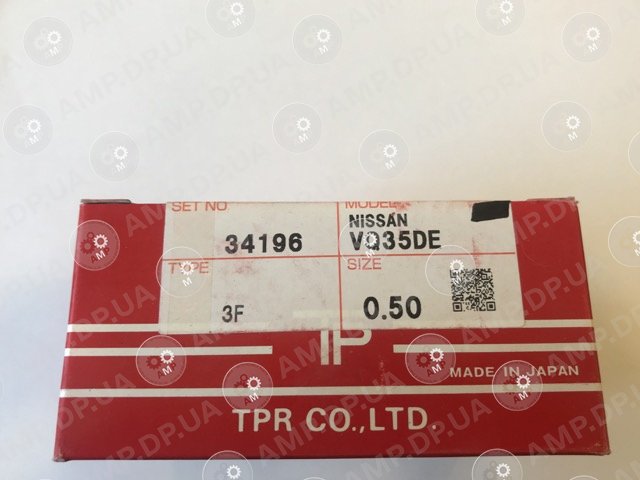 SET NO.
MODEL
NISSAN
34196
VQ35DE
TYPE
SIZE
3F
0.50
TP
MADE IN JAPAN
TPR CO.,LTD.
AMP.DP.UA